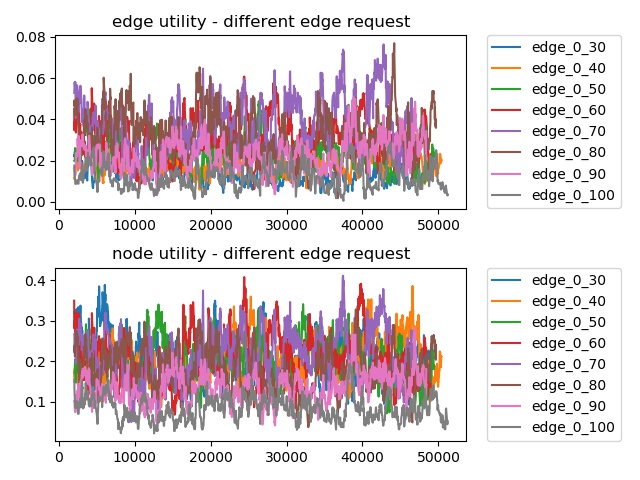 edge utility - different edge request
0.08
0.06
0.04
0.02
0.00
0 10000 20000 30000 40000 50000
edge_0_30
edge_0_40
edge_0_50
edge_0_60
edge_0_70
edge_0_80
edge_0_90
edge_0_100
node utility - different edge request
0.4
0.3
0.2
0.1
0 10000 20000 30000 40000 50000
edge_0_30
edge_0_40
edge_0_50
edge_0_60
edge_0_70
edge_0_80
edge_0_90
edge_0_100